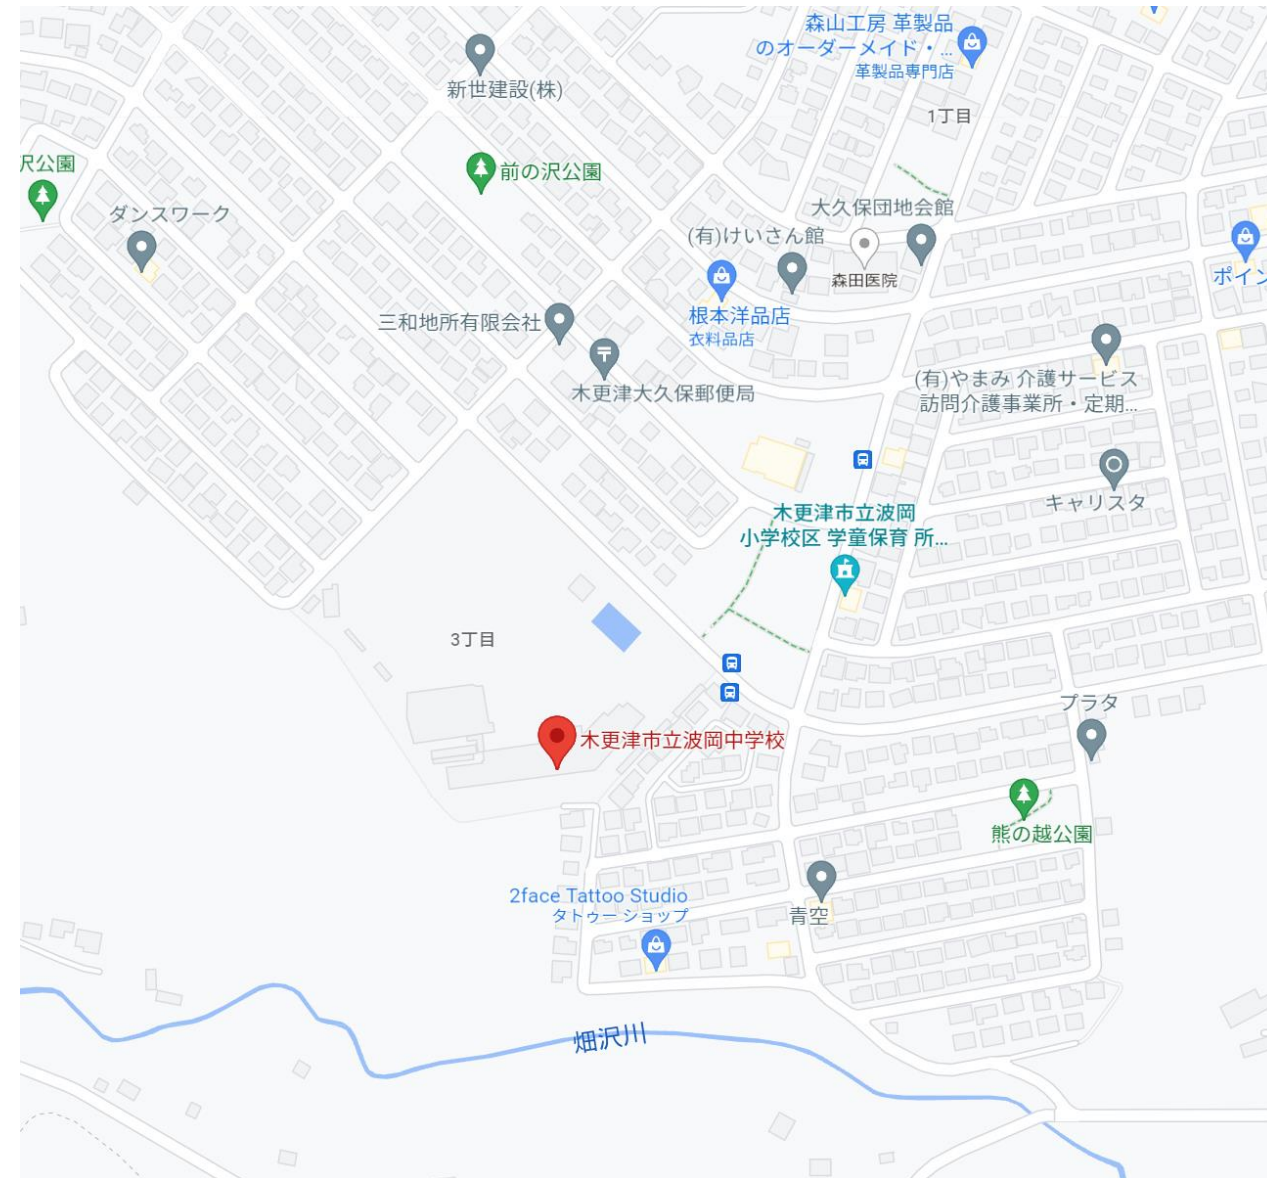 森山工房 革製品
のオーダーメイド・...
革製品専門店
新世建設(株)
1丁目
沢公園
前の沢公園
ダンスワーク
大久保団地会館
(有)けいさん館
森田医院
ポイン
根本洋品店
衣料品店
三和地所有限会社
木更津大久保郵便局
(有)やまみ 介護サービス
訪問介護事業所・定期...
キャリスタ
木更津市立波岡
小学校区 学童保育 所...
3丁目
プラタ
木更津市立波岡中学校
熊の越公園
2face Tattoo Studio
タトゥー ショップ
青空
畑沢川